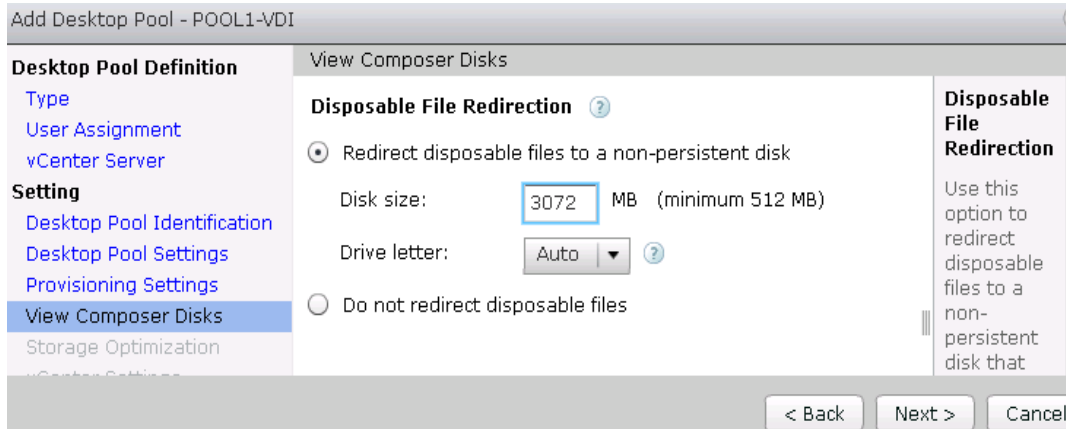 Add Desktop Pool - POOL1-VDI
Desktop Pool Definition
Type
User Assignment
vCenter Server
Setting
Desktop Pool Identification
Desktop Pool Settings
Provisioning Settings
View Composer Disks
Storage Optimization
vCenter Settings
View Composer Disks
Disposable File Redirection ?
Redirect disposable files to a non-persistent disk
Disk size: 3072 MB (minimum 512 MB)
Drive letter: Auto ?
Do not redirect disposable files
Disposable
File
Redirection
Use this
option to
redirect
disposable
files to a
non-
persistent
disk that
< Back Next > Cancel